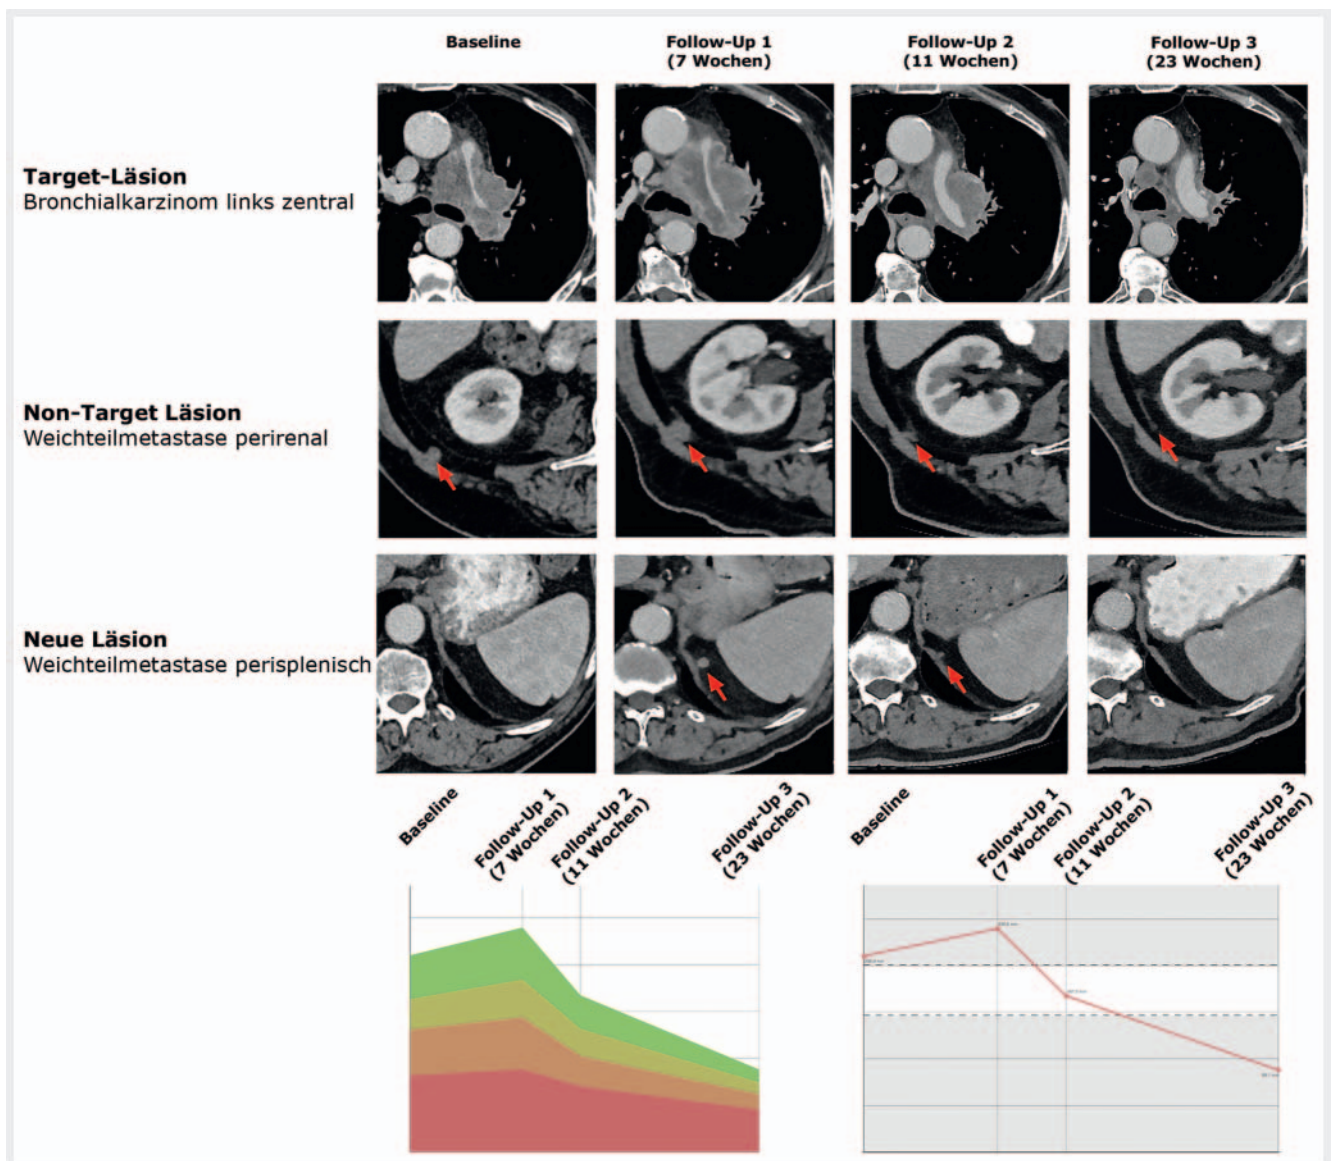 Baseline
Follow-Up 1
(7 Wochen)
Follow-Up 2
(11 Wochen)
Follow-Up 3
(23 Wochen)
Target-Läsion
Bronchialkarzinom links zentral
Non-Target Läsion
Weichteilmetastase perirenal
Neue Läsion
Weichteilmetastase perisplenisch
Baseline
Follow-Up 1
(7 Wochen)
Follow-Up 2
(11 Wochen)
Follow-Up 3
(23 Wochen)
Baseline
Follow-Up 1
(7 Wochen)
Follow-Up 2
(11 Wochen)
Follow-Up 3
(23 Wochen)